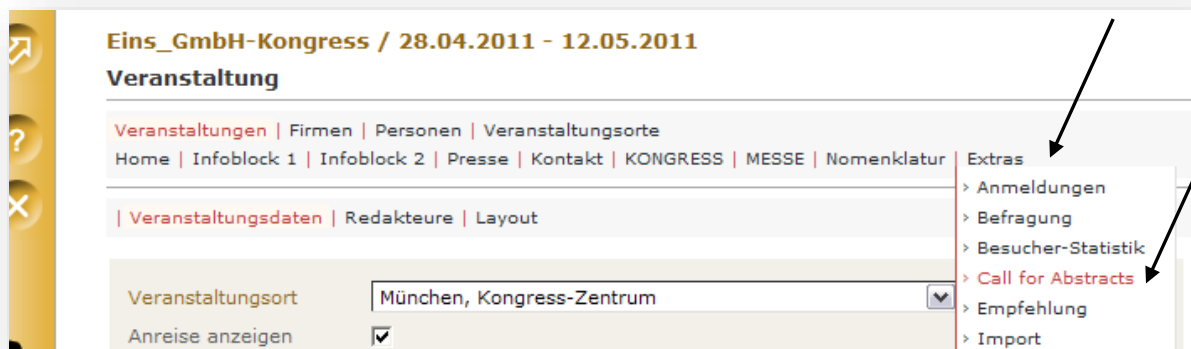 Eins_GmbH-Kongress / 28.04.2011 - 12.05.2011
Veranstaltung
Veranstaltungen | Firmen | Personen | Veranstaltungsorte
Home | Infoblock 1 | Infoblock 2 | Presse | Kontakt | KONGRESS | MESSE | Nomenklatur | Extras
› Anmeldungen
› Befragung
› Besucher-Statistik
› Call for Abstracts
› Empfehlung
› Import
| Veranstaltungsdaten | Redakteure | Layout
Veranstaltungsort München, Kongress-Zentrum
Anreise anzeigen